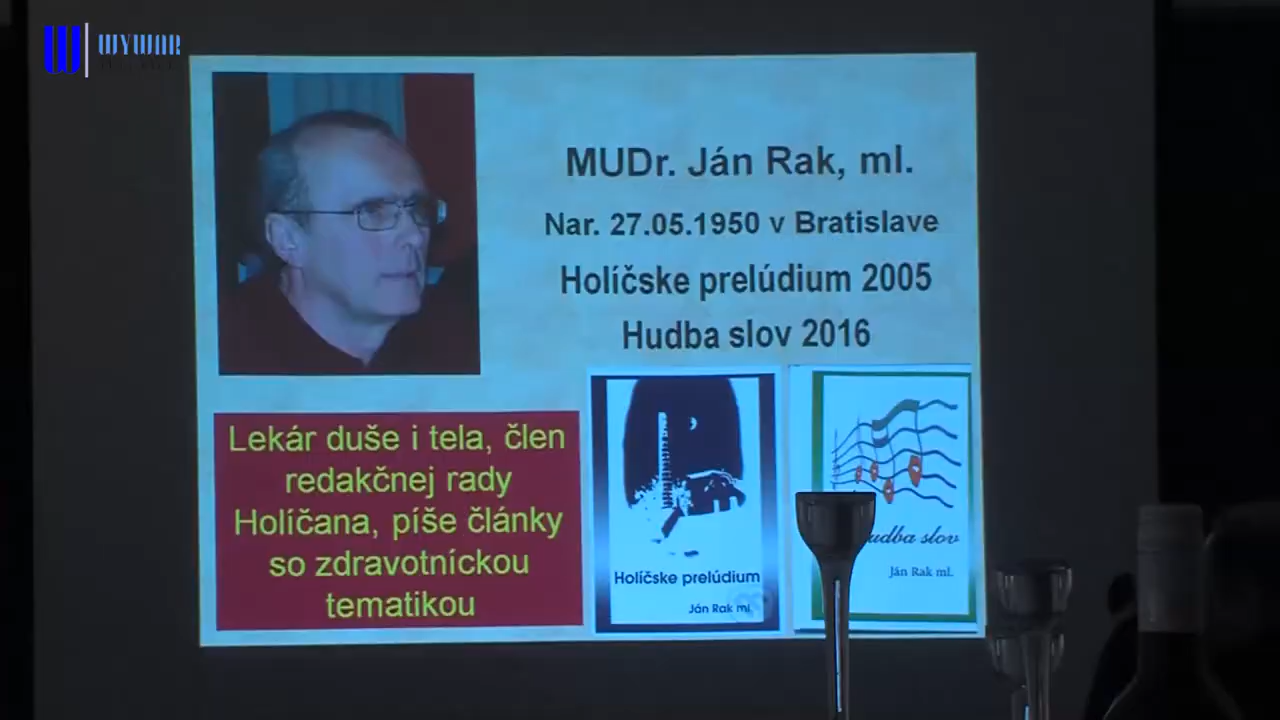 WYWAR
MUDr. Ján Rak, ml.
Nar. 27.05.1950 v Bratislave
Holíčske prelúdium 2005
Hudba slov 2016
Lekár duše i tela, člen
redakčnej rady
Holíčana, píše články
so zdravotníckou
tematikou
Holíčske prelúdium
Ján Rak ml.
udba slov
Ján Rak ml.